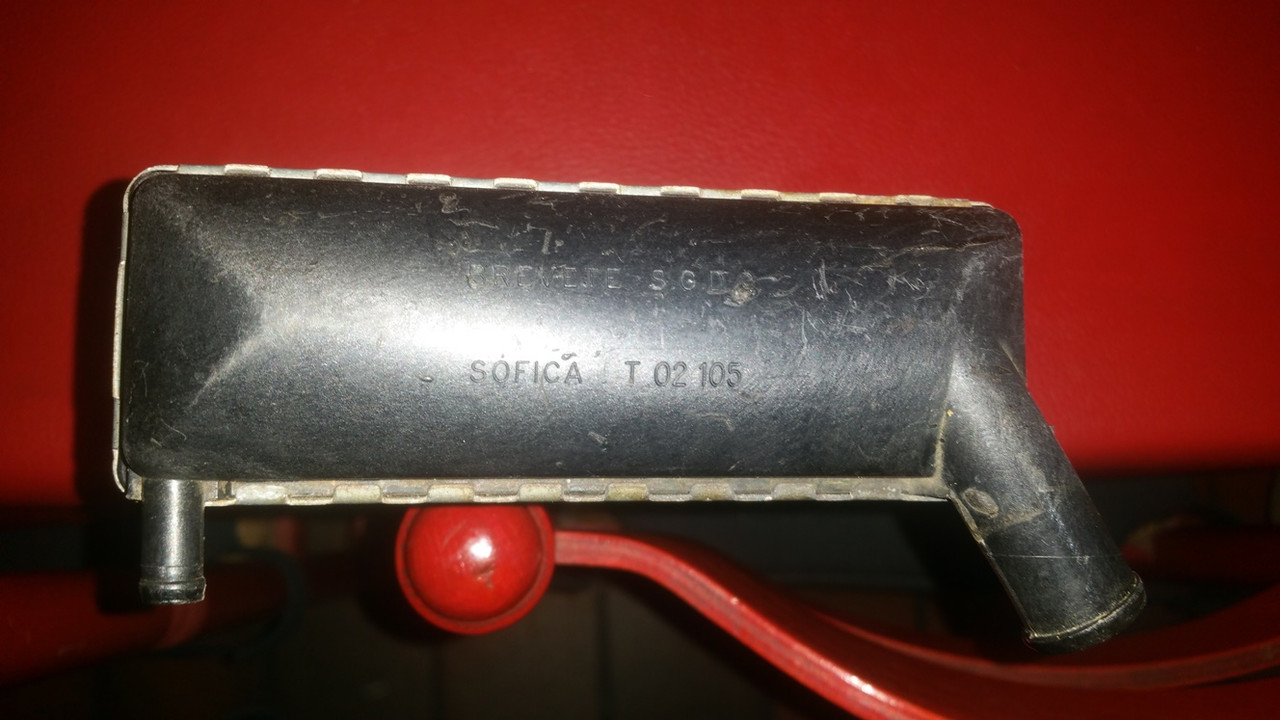 BREVETE S G D G
SOFICA T 02 105